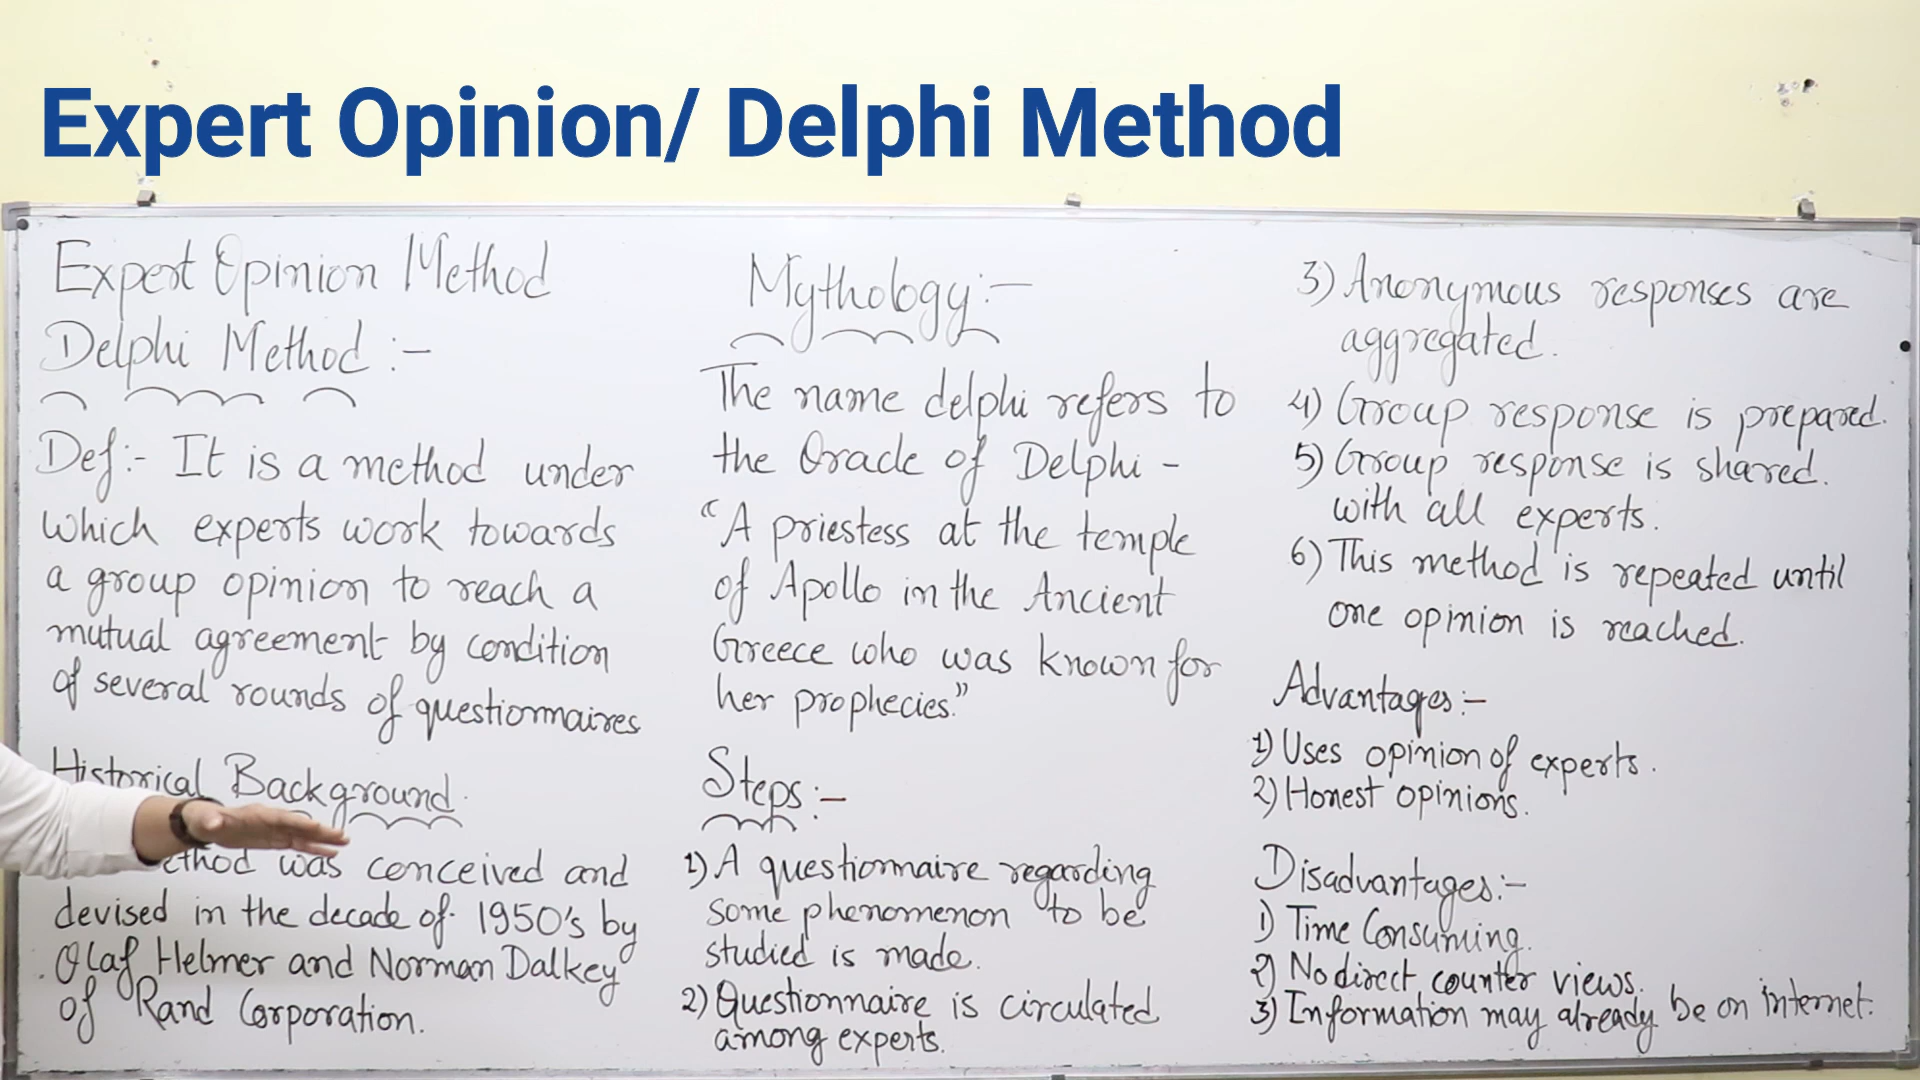 Expert Opinion/ Delphi Method
Expert Opinion Method
Delphi Method :-
Def:- It is a method under
which experts work towards
a group opinion to reach a
mutual agreement by condition
of several rounds of questionnaires
Historical Background
was conceived and
devised in the decade of 1950's by
Olaf Helmer and Norman Dalkey
of Rand Corporation.
Mythology:-
The name delphi refers to
the Oracle of Delphi -
"A priestess at the temple
of Apollo in the Ancient
Greece who was known for
her prophecies."
Steps:-
1) A questionnaire regarding
some phenomenon to be
studied is made.
2) Questionnaire is circulated
among experts.
3) Anonymous responses are
aggregated.
4) Group response is prepared.
5) Group response is shared.
with all experts.
6) This method is repeated until
one opinion is reached.
Advantages:-
1) Uses opinion of experts.
2) Honest opinions.
Disadvantages:-
1) Time Consuming.
2) No direct counter views.
3) Information may already be on internet.